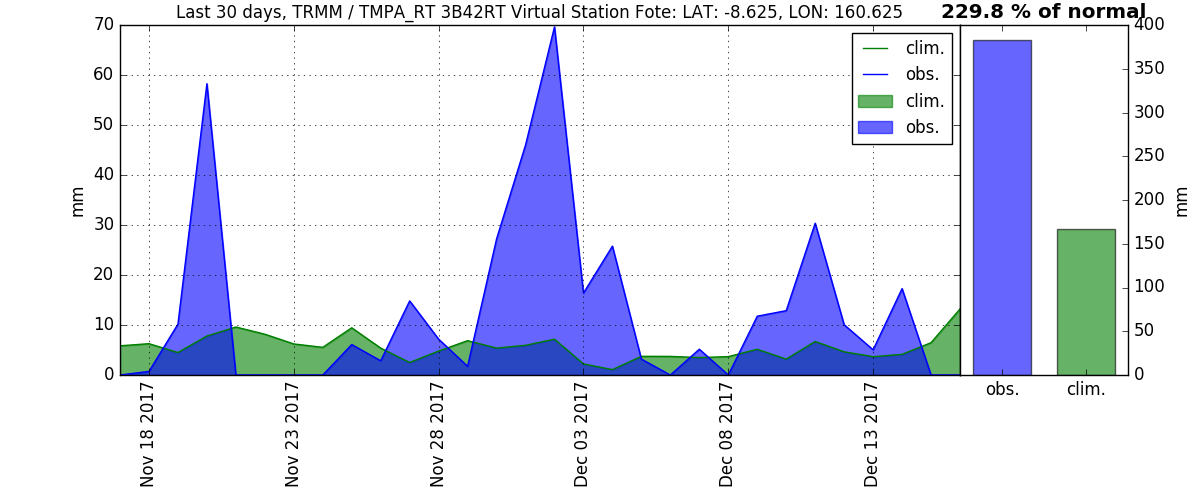 Last 30 days, TRMM / TMPA_RT 3B42RT Virtual Station Fote: LAT: -8.625, LON: 160.625
229.8 % of normal
70
60
50
40
30
20
10
0
mm
clim.
obs.
clim.
obs.
Nov 18 2017
Nov 23 2017
Nov 28 2017
Dec 03 2017
Dec 08 2017
Dec 13 2017
400
350
300
250
200
150
100
50
0
mm
obs.
clim.